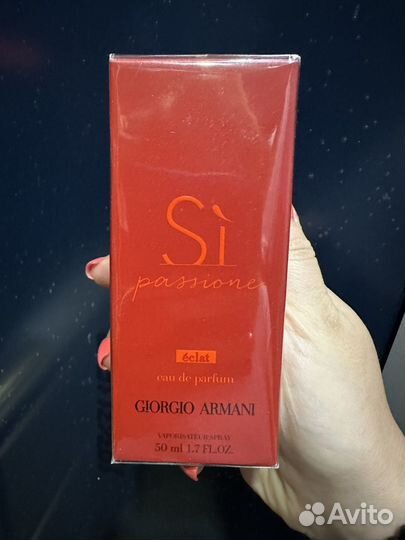 Sì
passione
éclat
eau de parfum
GIORGIO ARMANI
VAPORISATEUR SPRAY
50 ml 1.7 FL.OZ.
Avito